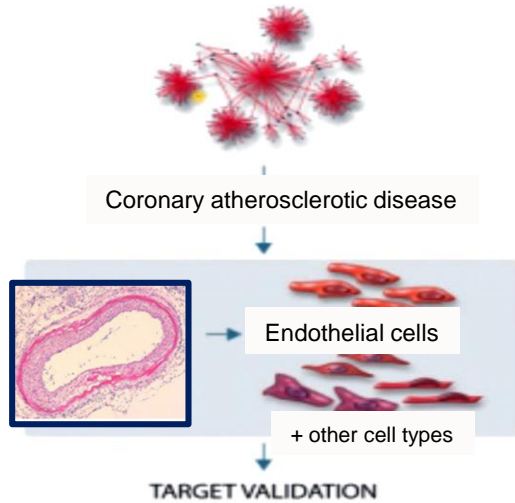 Coronary atherosclerotic disease
Endothelial cells
+ other cell types
TARGET VALIDATION